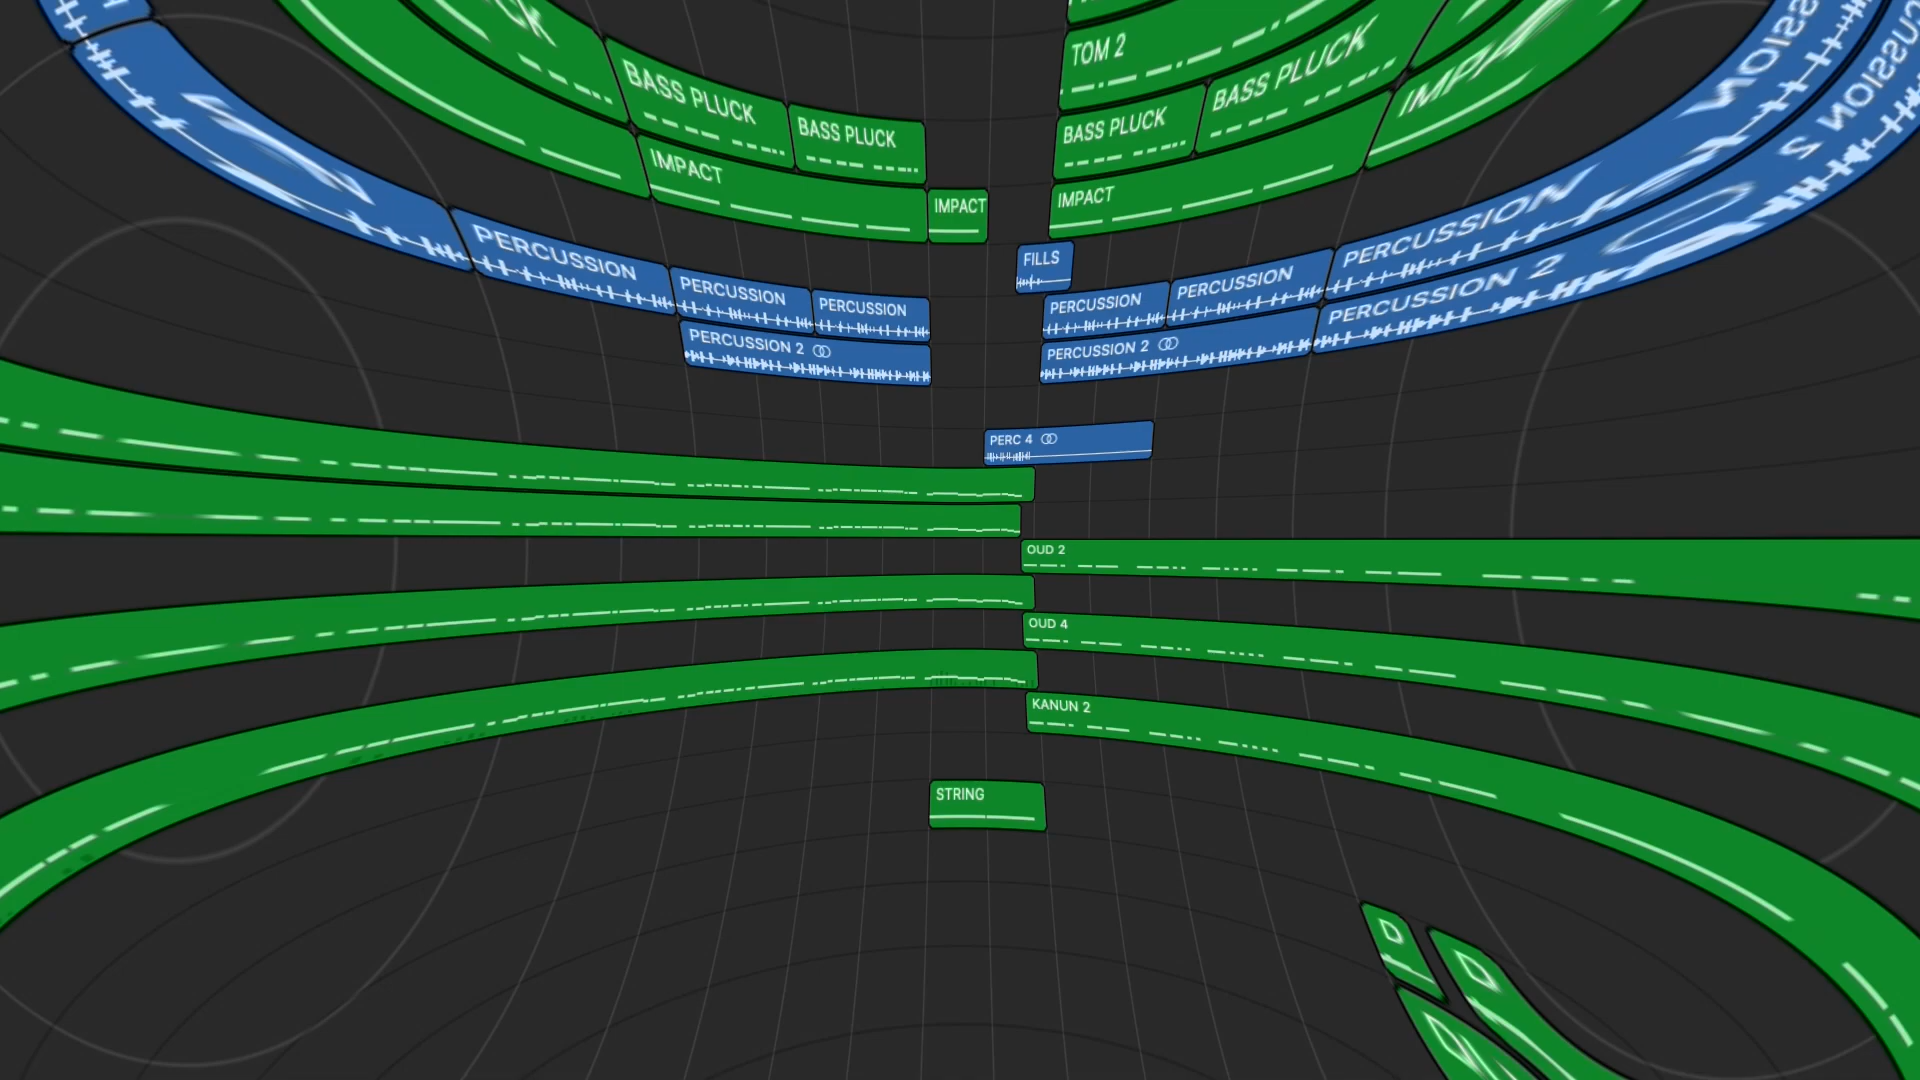 TOM 2
BASS PLUCK
BASS PLUCK
BASS PLUCK
BASS PLUCK
IMPACT
IMPACT
IMPACT
FILLS
PERCUSSION
PERCUSSION
PERCUSSION
PERCUSSION
PERCUSSION
PERCUSSION
PERCUSSION 2
PERCUSSION 2
PERCUSSION 2
PERC 4
OUD 2
OUD 4
KANUN 2
STRING